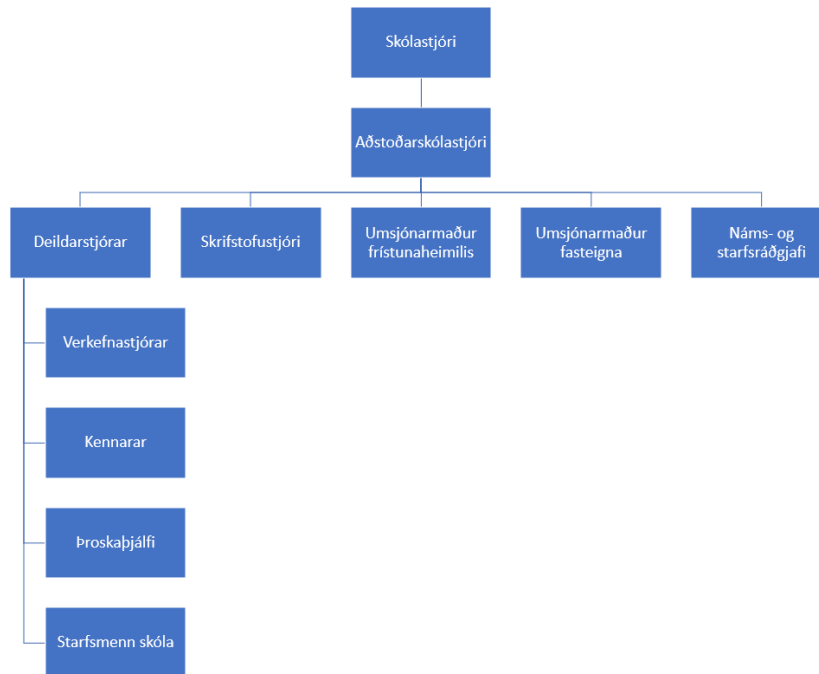 Skólastjóri
Aðstoðarskólastjóri
Deildarstjórar
Skrifstofustjóri
Umsjónarmaður
frístunaheimilis
Umsjónarmaður
fasteigna
Náms- og
starfsráðgjafi
Verkefnastjórar
Kennarar
Þroskaþjálfi
Starfsmenn skóla